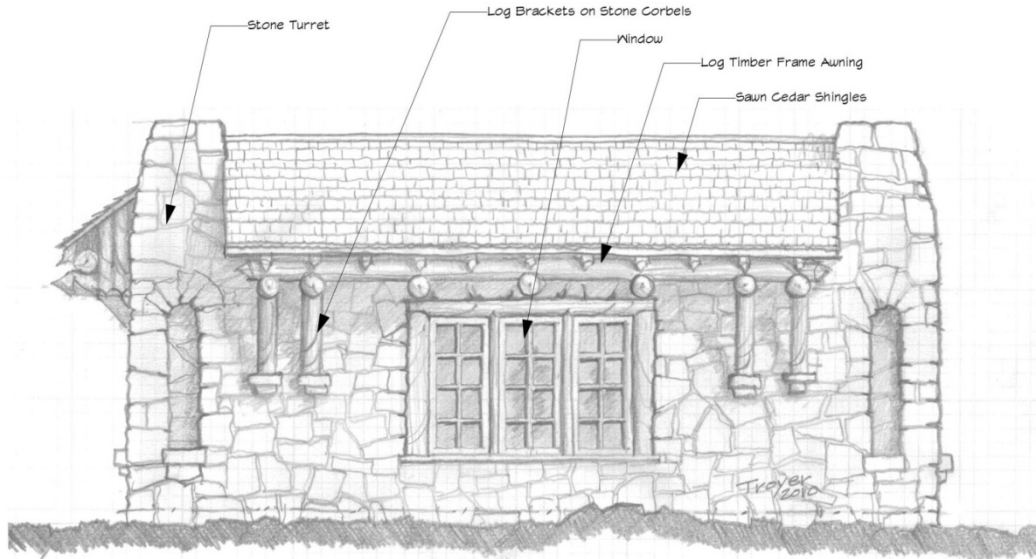 Log Brackets on Stone Corbels
Stone Turret
Window
Log Timber Frame Awning
Sawn Cedar Shingles
Troyer
2010